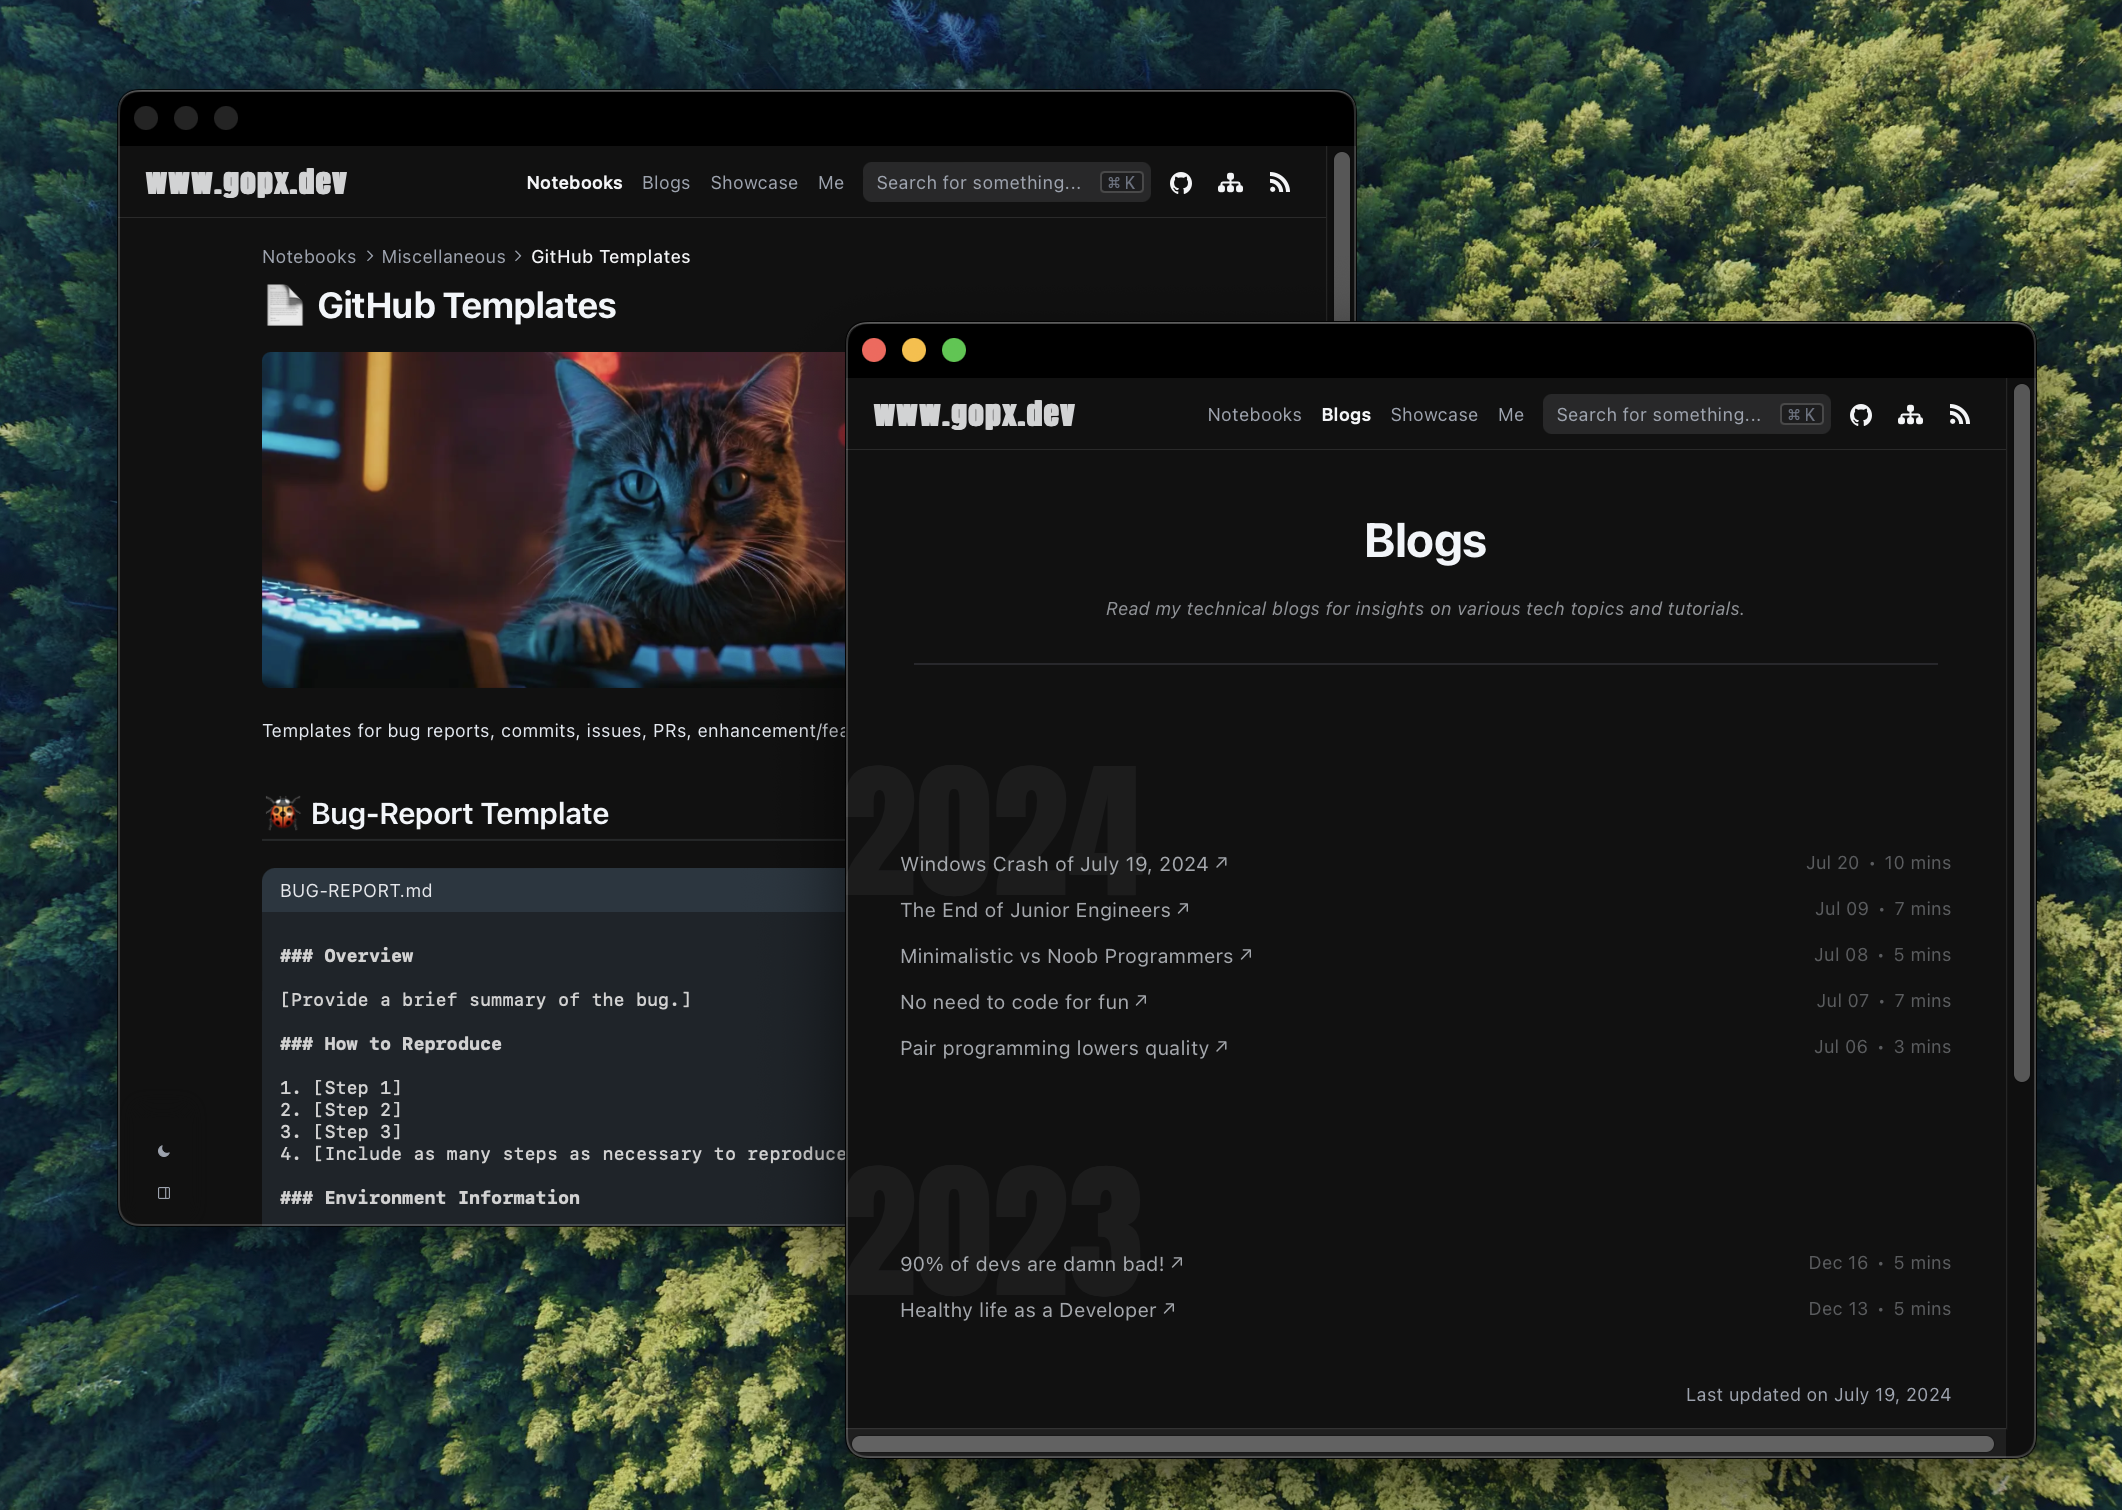 www.gopx.dev
Notebooks Blogs Showcase Me Search for something... ⌘ K
Notebooks > Miscellaneous > GitHub Templates
GitHub Templates
Templates for bug reports, commits, issues, PRs, enhancement/fea
Bug-Report Template
BUG-REPORT.md
### Overview
[Provide a brief summary of the bug.]
### How to Reproduce
1. [Step 1]
2. [Step 2]
3. [Step 3]
4. [Include as many steps as necessary to reproduce
### Environment Information
www.gopx.dev
Notebooks Blogs Showcase Me Search for something... ⌘ K
Blogs
Read my technical blogs for insights on various tech topics and tutorials.
2024
Windows Crash of July 19, 2024 ↗ Jul 20 • 10 mins
The End of Junior Engineers ↗ Jul 09 • 7 mins
Minimalistic vs Noob Programmers ↗ Jul 08 • 5 mins
No need to code for fun ↗ Jul 07 • 7 mins
Pair programming lowers quality ↗ Jul 06 • 3 mins
2023
90% of devs are damn bad! ↗ Dec 16 • 5 mins
Healthy life as a Developer ↗ Dec 13 • 5 mins
Last updated on July 19, 2024